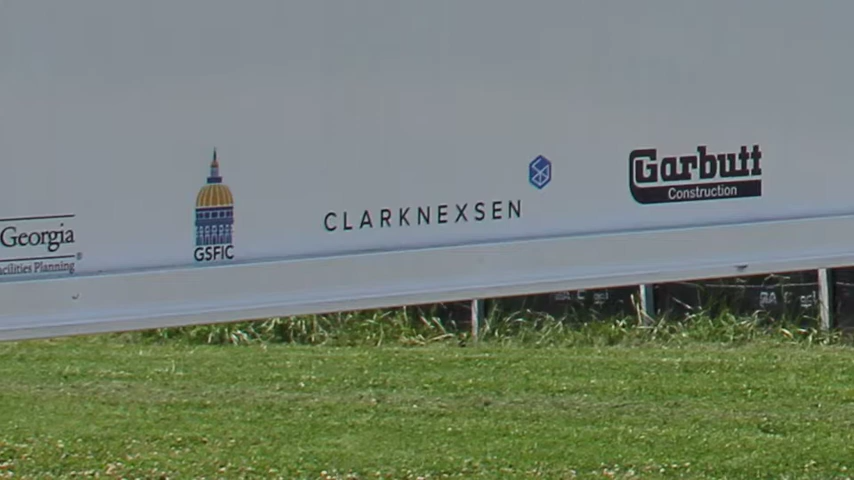 Georgia
acilities Planning
GSFIC
CLARKNEXSEN
Garbutt
Construction